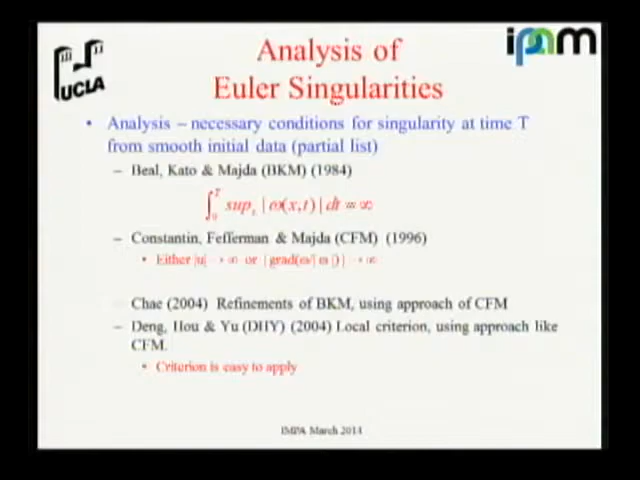 UCLA
ipam
Analysis of
Euler Singularities
• Analysis – necessary conditions for singularity at time T
from smooth initial data (partial list)
– Beal, Kato & Majda (BKM) (1984)
∫₀ᵀ supₓ | ω(x,t) | dt = ∞
– Constantin, Fefferman & Majda (CFM) (1996)
• Either |u| → ∞ or | grad(ω/| ω |) | → ∞
Chae (2004) Refinements of BKM, using approach of CFM
– Deng, Hou & Yu (DHY) (2004) Local criterion, using approach like
CFM.
• Criterion is easy to apply
IMPA March 2014